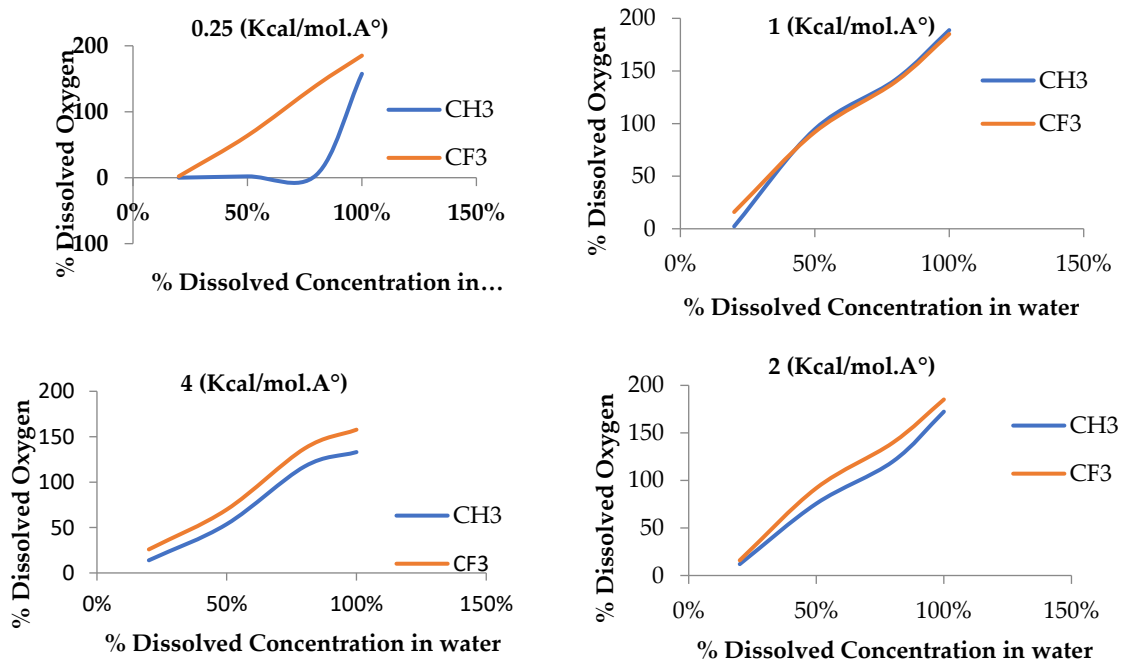 0.25 (Kcal/mol.A°)
% Dissolved Oxygen
200
100
0
100
0%
50%
100%
150%
CH3
CF3
% Dissolved Concentration in…
1 (Kcal/mol.A°)
% Dissolved Oxygen
200
150
100
50
0
0%
50%
100%
150%
CH3
CF3
% Dissolved Concentration in water
4 (Kcal/mol.A°)
% Dissolved Oxygen
200
150
100
50
0
0%
50%
100%
150%
CH3
CF3
% Dissolved Concentration in water
2 (Kcal/mol.A°)
% Dissolved Oxygen
200
150
100
50
0
0%
50%
100%
150%
CH3
CF3
% Dissolved Concentration in water